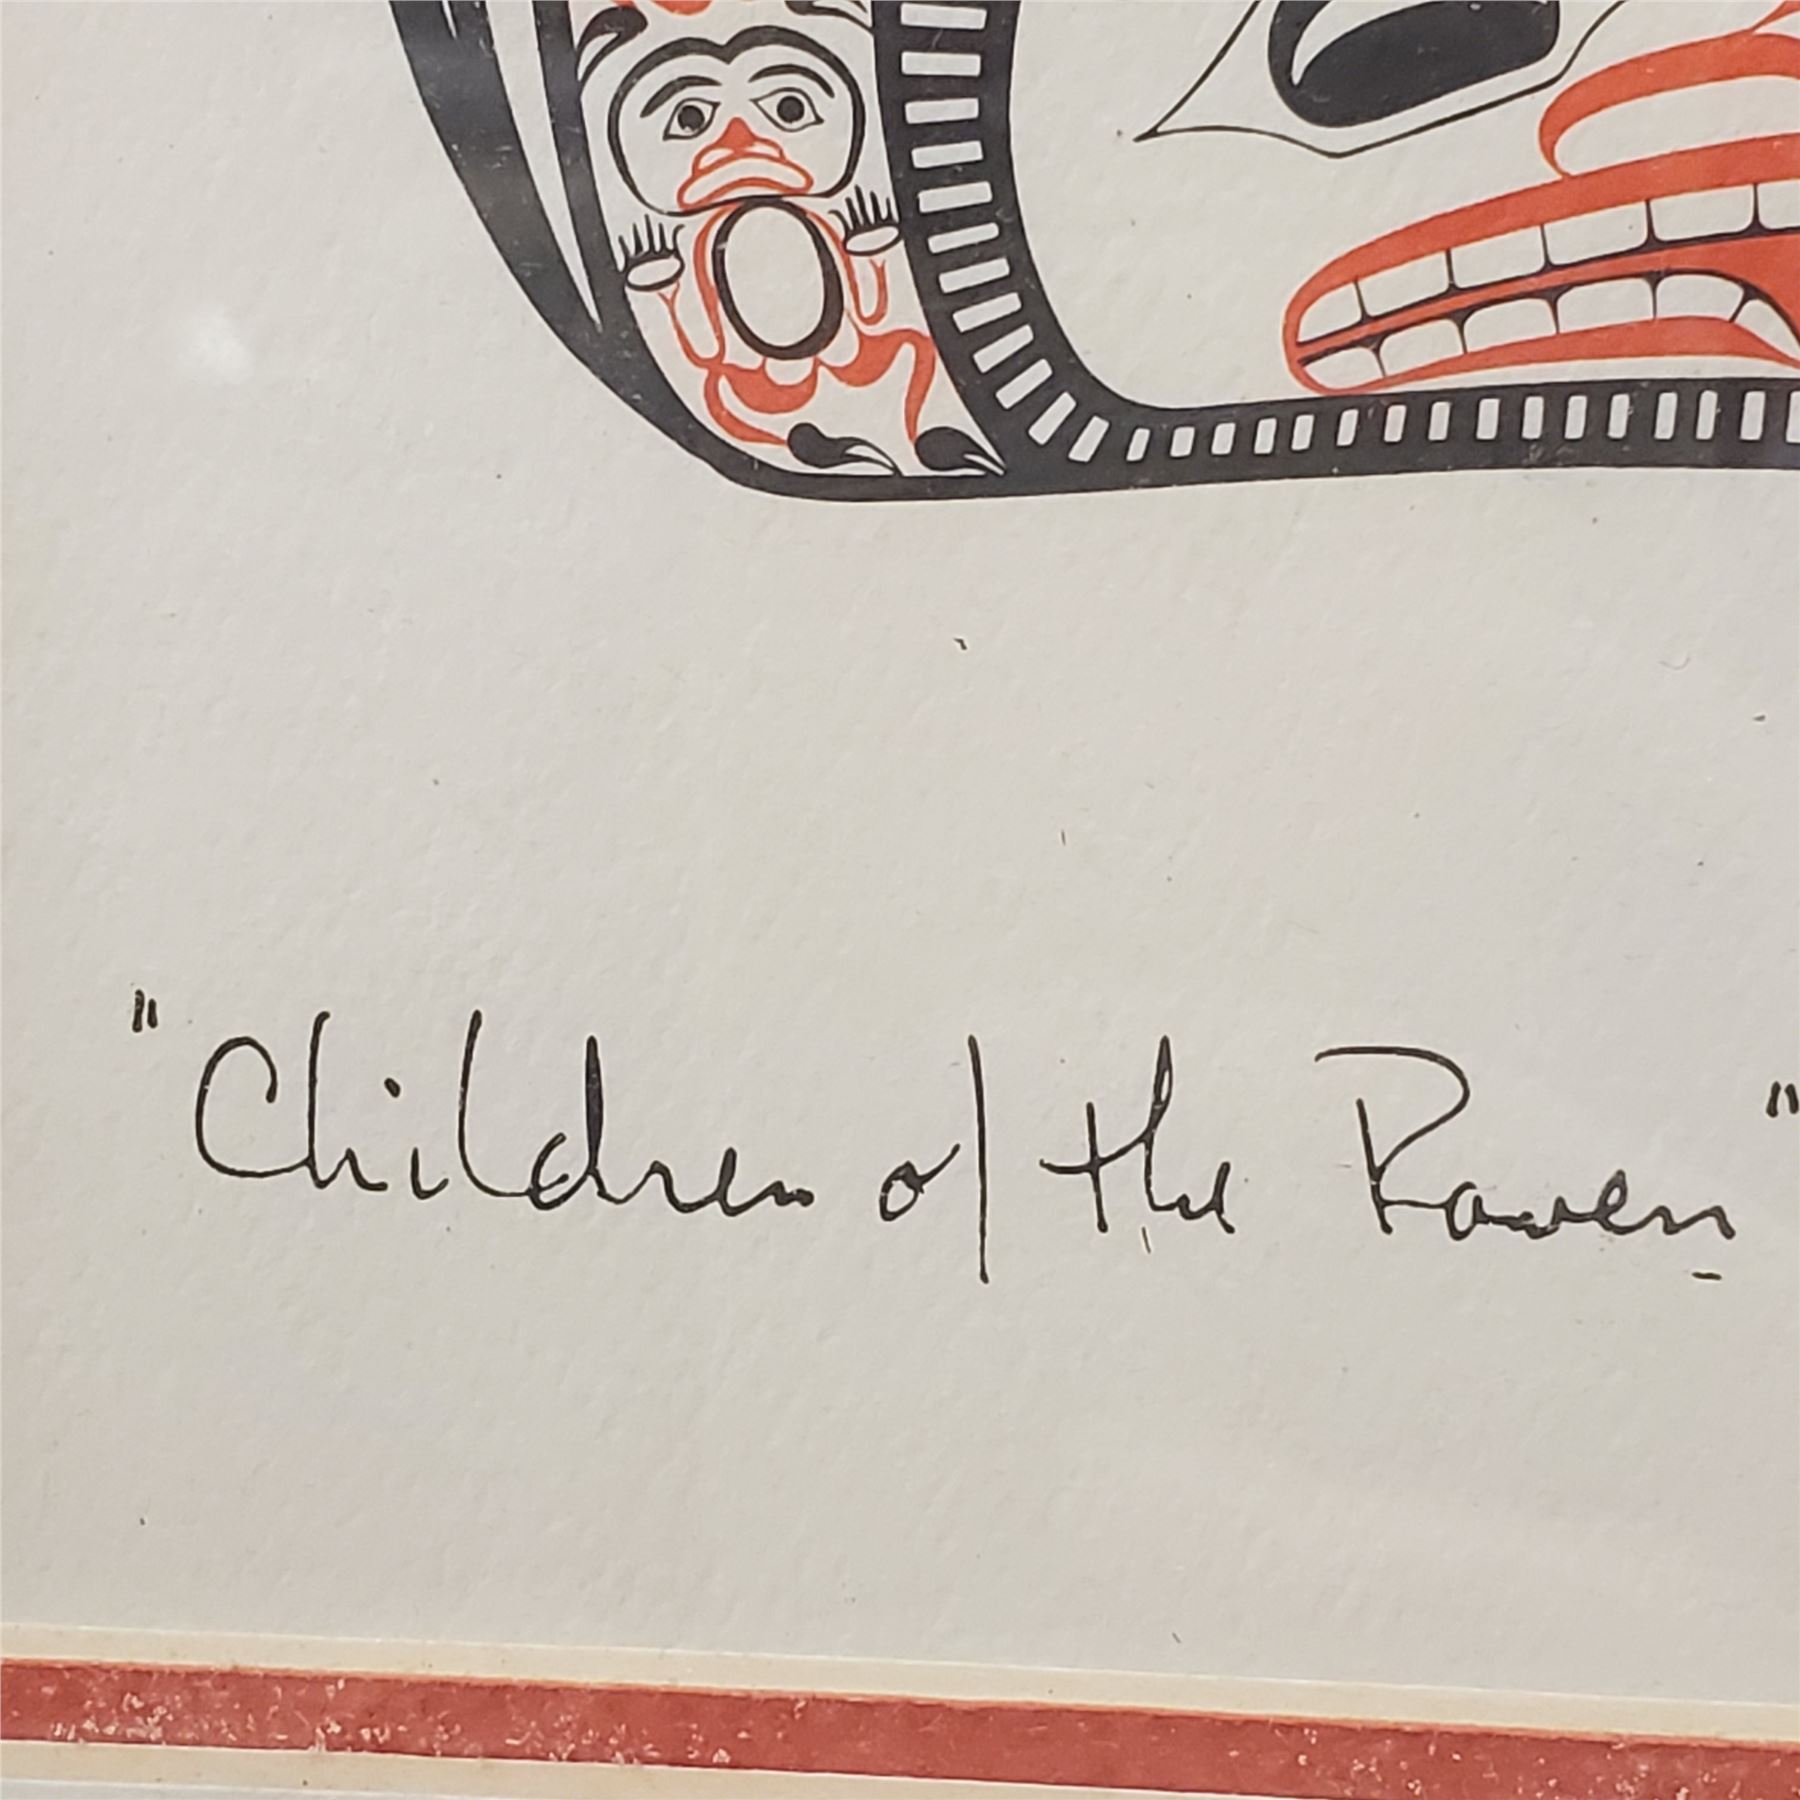 "Children of the Raven"